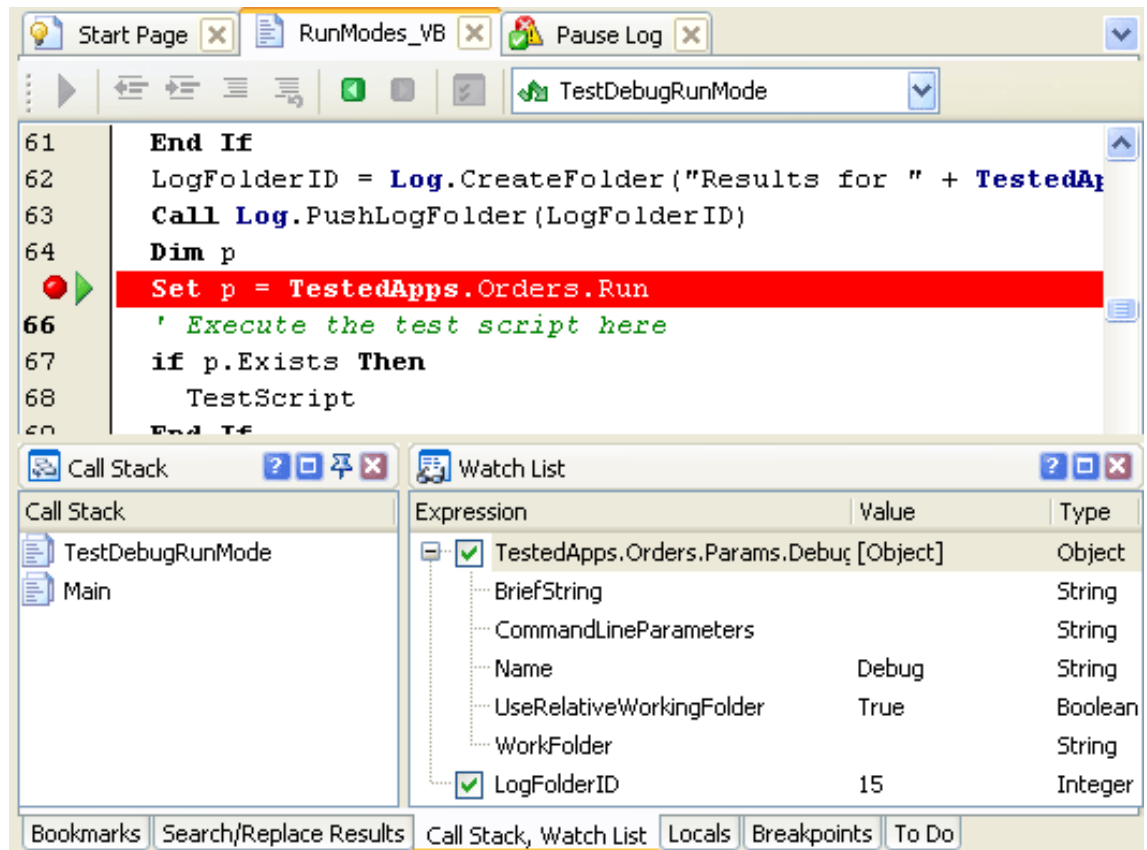 Start Page RunModes_VB Pause Log
TestDebugRunMode
61 End If
62 LogFolderID = Log.CreateFolder("Results for " + TestedAp
63 Call Log.PushLogFolder(LogFolderID)
64 Dim p
Set p = TestedApps.Orders.Run
66 ' Execute the test script here
67 if p.Exists Then
68 TestScript
69 End If
Call Stack
Call Stack
TestDebugRunMode
Main
Watch List
Expression Value Type
TestedApps.Orders.Params.Debug [Object] Object
BriefString String
CommandLineParameters String
Name Debug String
UseRelativeWorkingFolder True Boolean
WorkFolder String
LogFolderID 15 Integer
Bookmarks Search/Replace Results Call Stack, Watch List Locals Breakpoints To Do